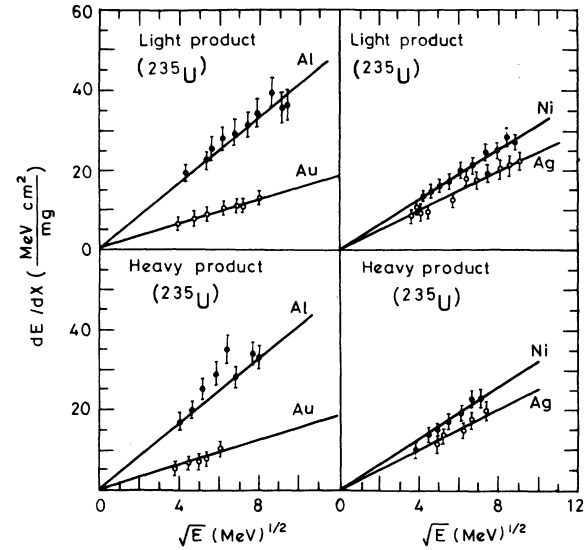 60
40
20
0
Light product
(235U)
Al
Au
Light product
(235U)
Ni
Ag
dE/dX (MeV cm2/mg)
40
20
0
Heavy product
(235U)
Al
Au
Heavy product
(235U)
Ni
Ag
0 4 8 0 4 8 12
√E (MeV)1/2
√E (MeV)1/2